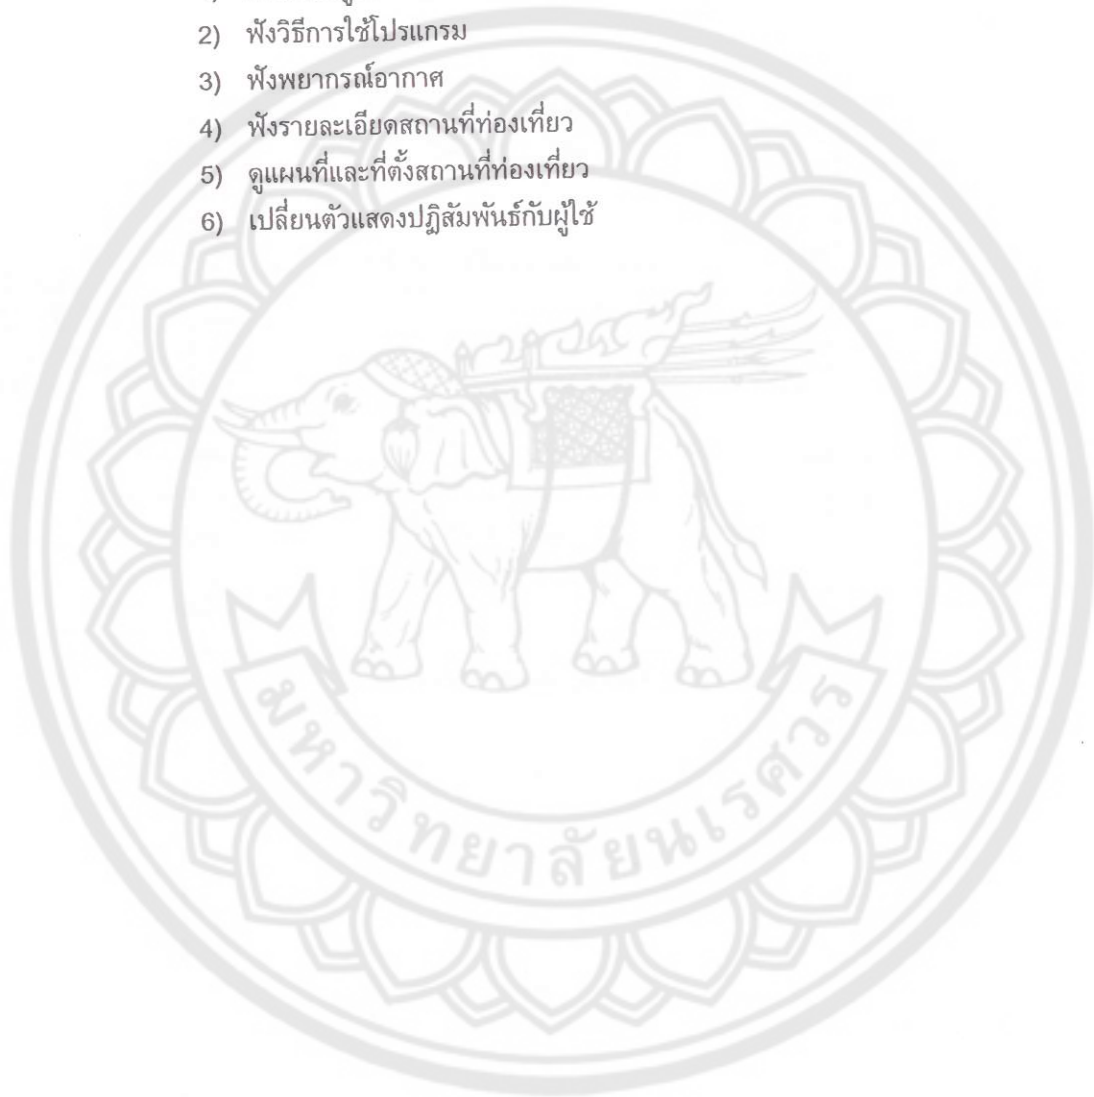 2) ฟังวิธีการใช้โปรแกรม
3) ฟังพยากรณ์อากาศ
4) ฟังรายละเอียดสถานที่ท่องเที่ยว
5) ดูแผนที่และที่ตั้งสถานที่ท่องเที่ยว
6) เปลี่ยนตัวแสดงปฏิสัมพันธ์กับผู้ใช้
มหาวิทยาลัยนเรศวร